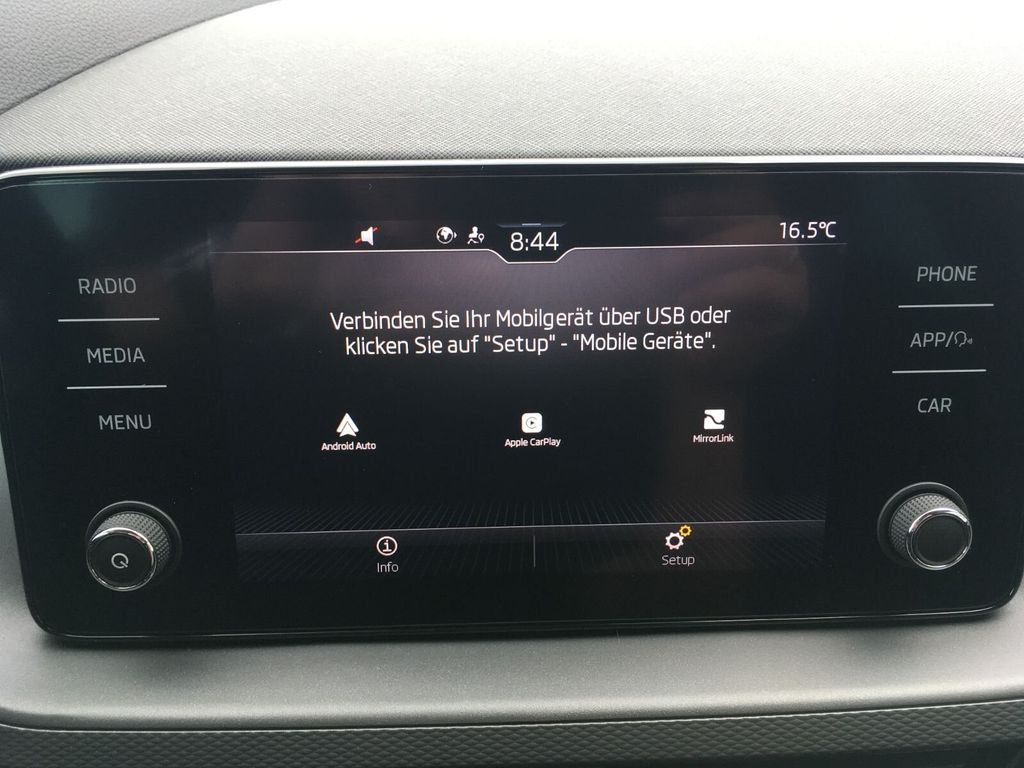 8:44
16.5°C
RADIO
MEDIA
MENU
Verbinden Sie Ihr Mobilgerät über USB oder
klicken Sie auf "Setup" - "Mobile Geräte".
Android Auto
Apple CarPlay
MirrorLink
Info
Setup
PHONE
APP/
CAR